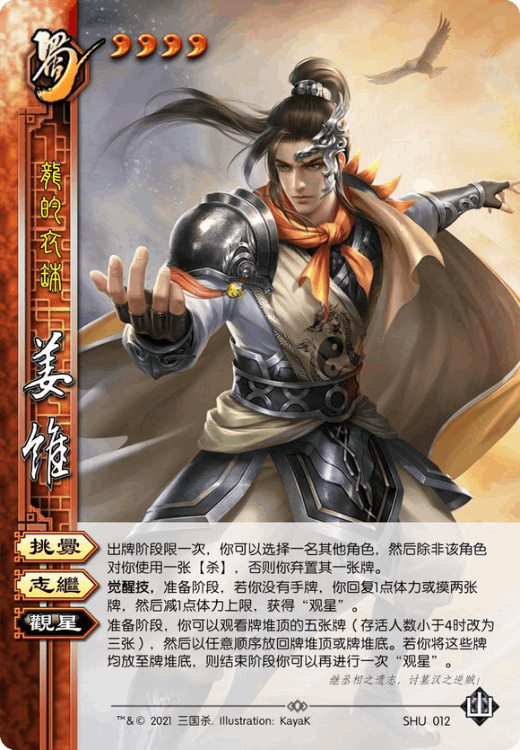 蜀
龍的衣缽
姜維
挑釁
出牌阶段限一次，你可以选择一名其他角色，然后除非该角色
对你使用一张【杀】，否则你弃置其一张牌。
志繼
觉醒技，准备阶段，若你没有手牌，你回复1点体力或摸两张
牌，然后减1点体力上限，获得“观星”。
觀星
准备阶段，你可以观看牌堆顶的五张牌（存活人数小于4时改为
三张），然后以任意顺序放回牌堆顶或牌堆底。若你将这些牌
均放至牌堆底，则结束阶段你可以再进行一次“观星”。
继丞相之遗志，讨篡汉之逆贼！
™&© 2021 三国杀. Illustration: KayaK
SHU 012
山